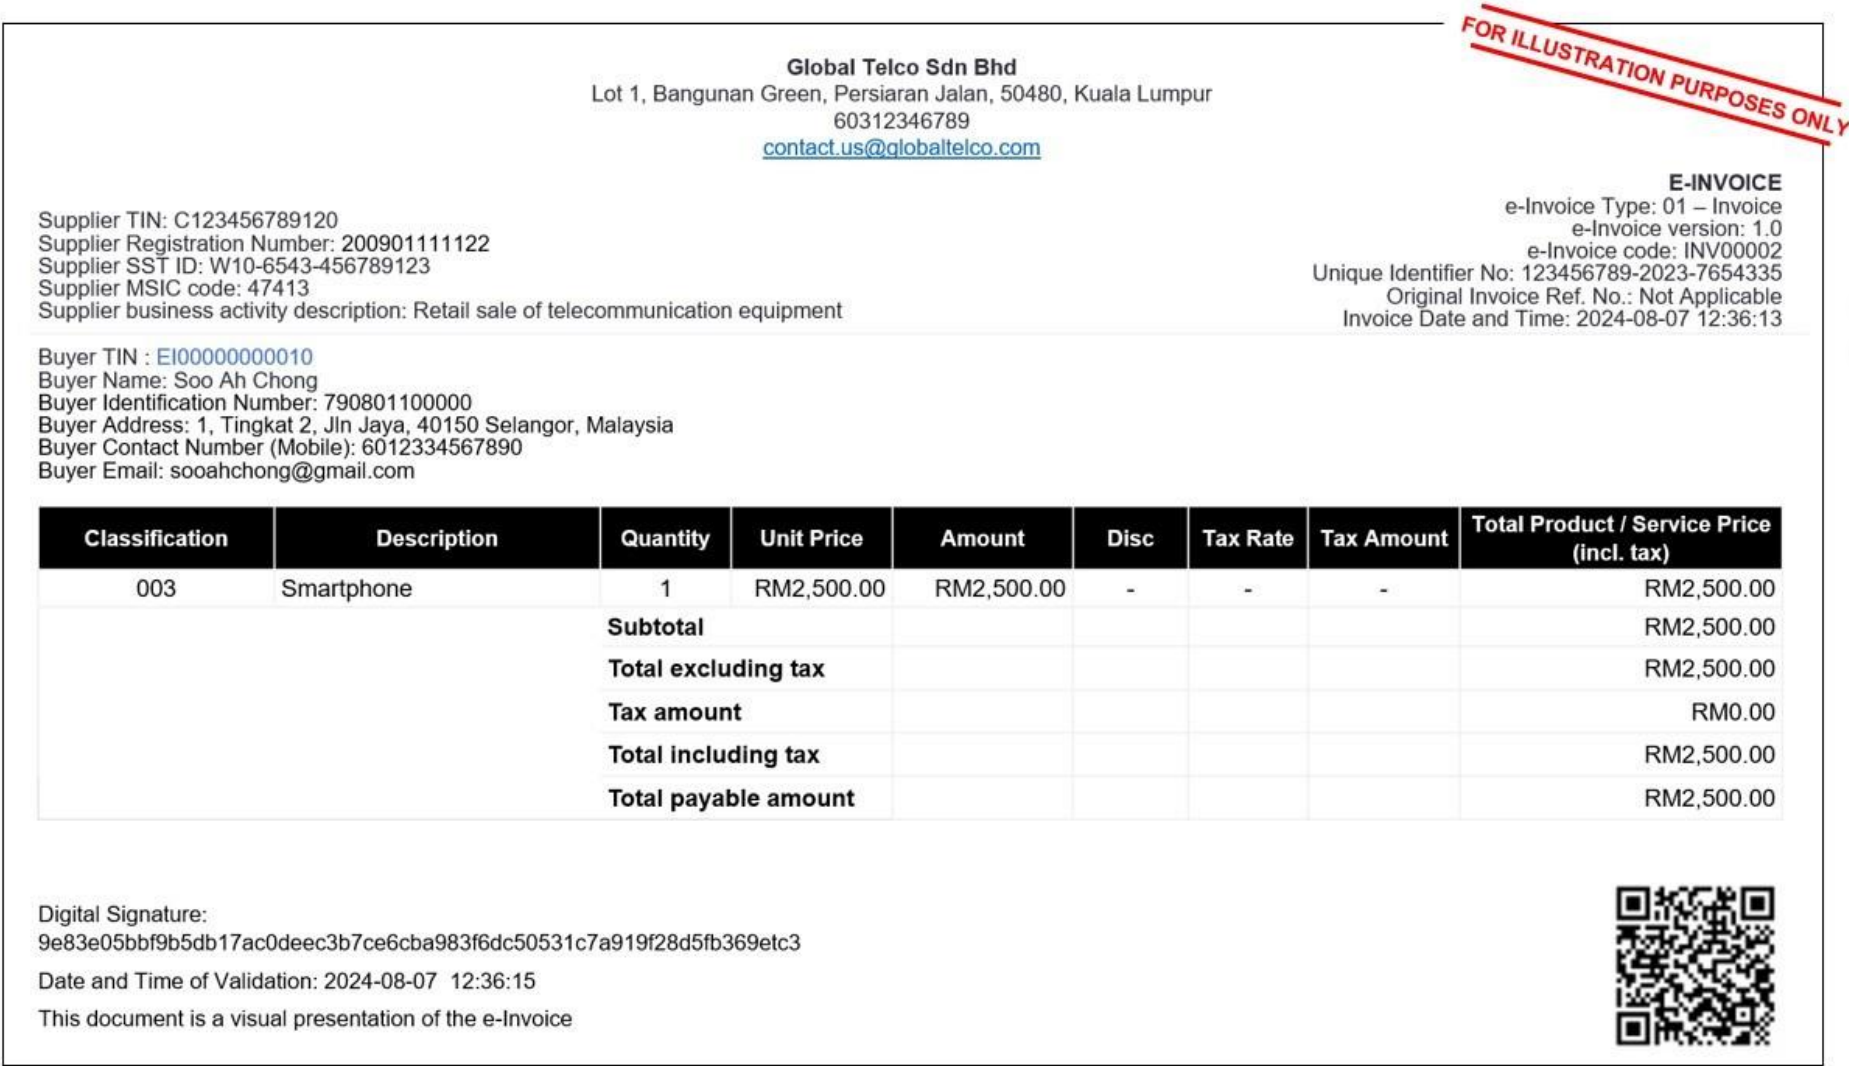 FOR ILLUSTRATION PURPOSES ONLY
Global Telco Sdn Bhd
Lot 1, Bangunan Green, Persiaran Jalan, 50480, Kuala Lumpur
60312346789
contact.us@globaltelco.com
E-INVOICE
e-Invoice Type: 01 – Invoice
e-Invoice version: 1.0
e-Invoice code: INV00002
Unique Identifier No: 123456789-2023-7654335
Original Invoice Ref. No.: Not Applicable
Invoice Date and Time: 2024-08-07 12:36:13
Supplier TIN: C123456789120
Supplier Registration Number: 200901111122
Supplier SST ID: W10-6543-456789123
Supplier MSIC code: 47413
Supplier business activity description: Retail sale of telecommunication equipment
Buyer TIN : EI00000000010
Buyer Name: Soo Ah Chong
Buyer Identification Number: 790801100000
Buyer Address: 1, Tingkat 2, Jln Jaya, 40150 Selangor, Malaysia
Buyer Contact Number (Mobile): 6012334567890
Buyer Email: sooahchong@gmail.com
Classification Description Quantity Unit Price Amount Disc Tax Rate Tax Amount Total Product / Service Price (incl. tax)
003 Smartphone 1 RM2,500.00 RM2,500.00 - - - RM2,500.00
Subtotal RM2,500.00
Total excluding tax RM2,500.00
Tax amount RM0.00
Total including tax RM2,500.00
Total payable amount RM2,500.00
Digital Signature:
9e83e05bbf9b5db17ac0deec3b7ce6cba983f6dc50531c7a919f28d5fb369etc3
Date and Time of Validation: 2024-08-07 12:36:15
This document is a visual presentation of the e-Invoice